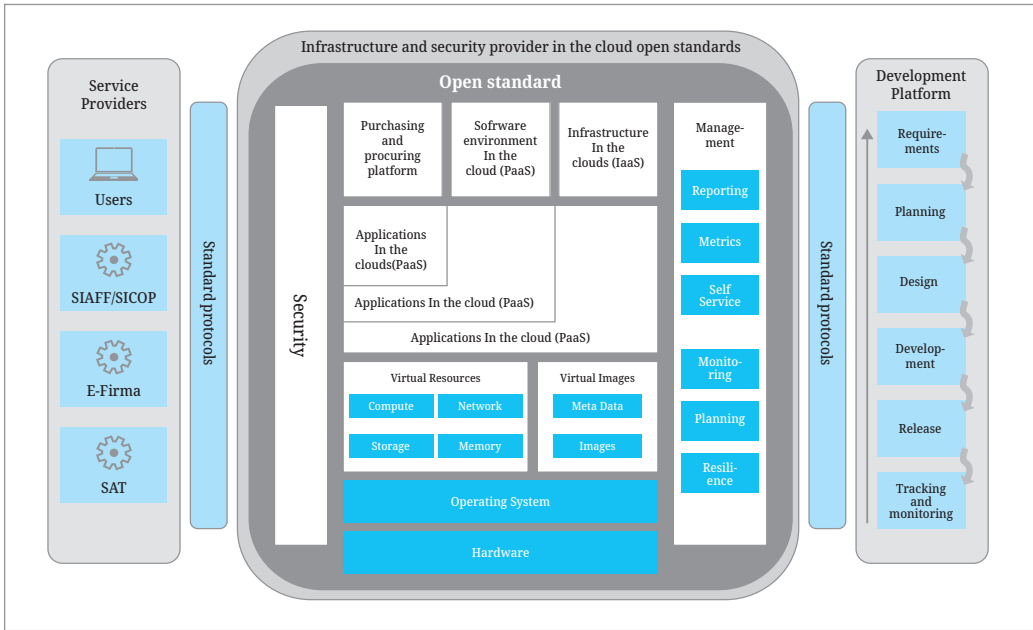 Infrastructure and security provider in the cloud open standards
Service
Providers
Users
SIAFF/SICOP
E-Firma
SAT
Standard protocols
Open standard
Security
Purchasing
and
procuring
platform
Sofrware
environment
In the
cloud (PaaS)
Infrastructure
In the
clouds (IaaS)
Applications
In the
clouds(PaaS)
Applications In the cloud (PaaS)
Applications In the cloud (PaaS)
Virtual Resources
Compute
Network
Storage
Memory
Virtual Images
Meta Data
Images
Operating System
Hardware
Manage-
ment
Reporting
Metrics
Self
Service
Monito-
ring
Planning
Resili-
ence
Standard protocols
Development
Platform
Require-
ments
Planning
Design
Develop-
ment
Release
Tracking
and
monitoring